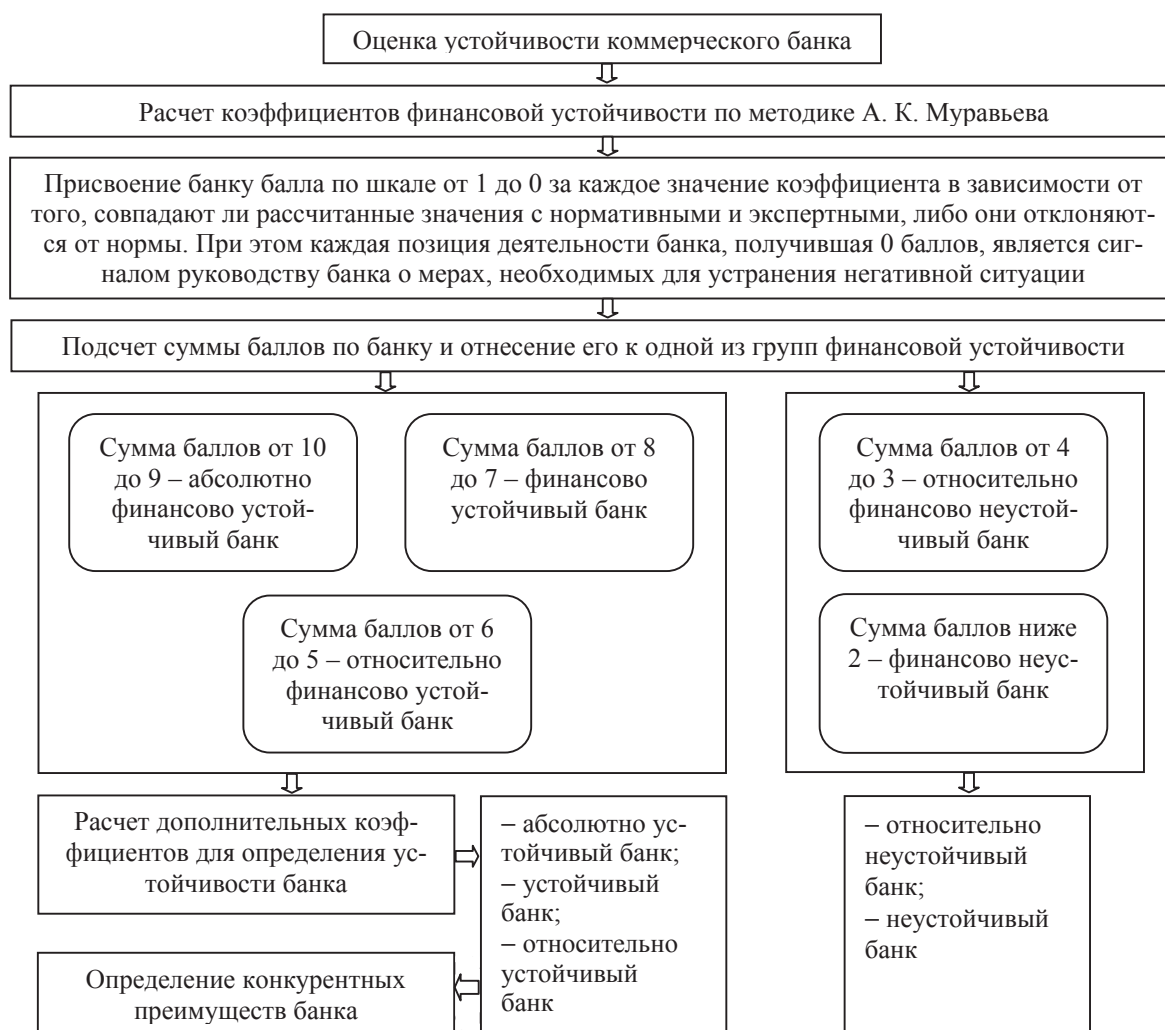 Оценка устойчивости коммерческого банка
Расчет коэффициентов финансовой устойчивости по методике А. К. Муравьева
Присвоение банку балла по шкале от 1 до 0 за каждое значение коэффициента в зависимости от
того, совпадают ли рассчитанные значения с нормативными и экспертными, либо они отклоняют-
ся от нормы. При этом каждая позиция деятельности банка, получившая 0 баллов, является сиг-
налом руководству банка о мерах, необходимых для устранения негативной ситуации
Подсчет суммы баллов по банку и отнесение его к одной из групп финансовой устойчивости
Сумма баллов от 10
до 9 – абсолютно
финансово устой-
чивый банк
Сумма баллов от 8
до 7 – финансово
устойчивый банк
Сумма баллов от 6
до 5 – относительно
финансово устой-
чивый банк
Сумма баллов от 4
до 3 – относительно
финансово неустой-
чивый банк
Сумма баллов ниже
2 – финансово неус-
тойчивый банк
Расчет дополнительных коэф-
фициентов для определения ус-
тойчивости банка
– абсолютно ус-
тойчивый банк;
– устойчивый
банк;
– относительно
устойчивый
банк
Определение конкурентных
преимуществ банка
– относительно
неустойчивый
банк;
– неустойчивый
банк